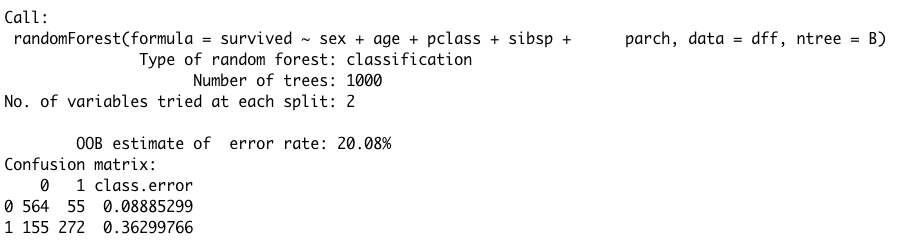 Call:
 randomForest(formula = survived ~ sex + age + pclass + sibsp +      parch, data = dff, ntree = B)
               Type of random forest: classification
                     Number of trees: 1000
No. of variables tried at each split: 2

        OOB estimate of  error rate: 20.08%
Confusion matrix:
    0   1 class.error
0 564  55  0.08885299
1 155 272  0.36299766